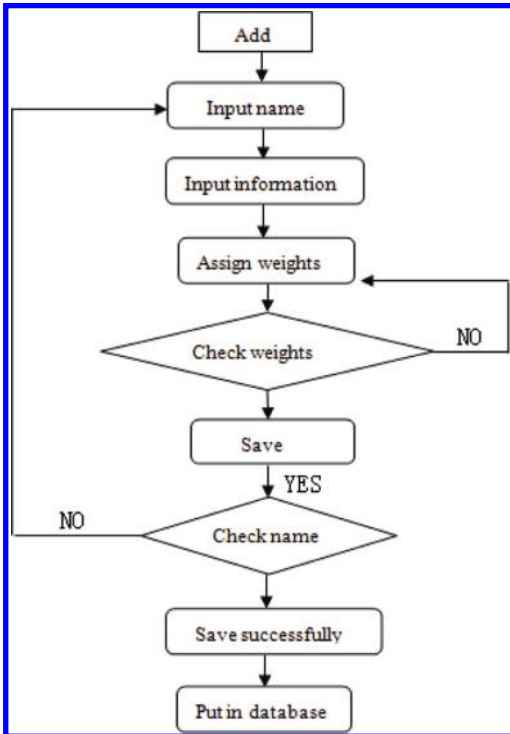 Add
Input name
Input information
Assign weights
Check weights
NO
Save
YES
NO
Check name
Save successfully
Put in database